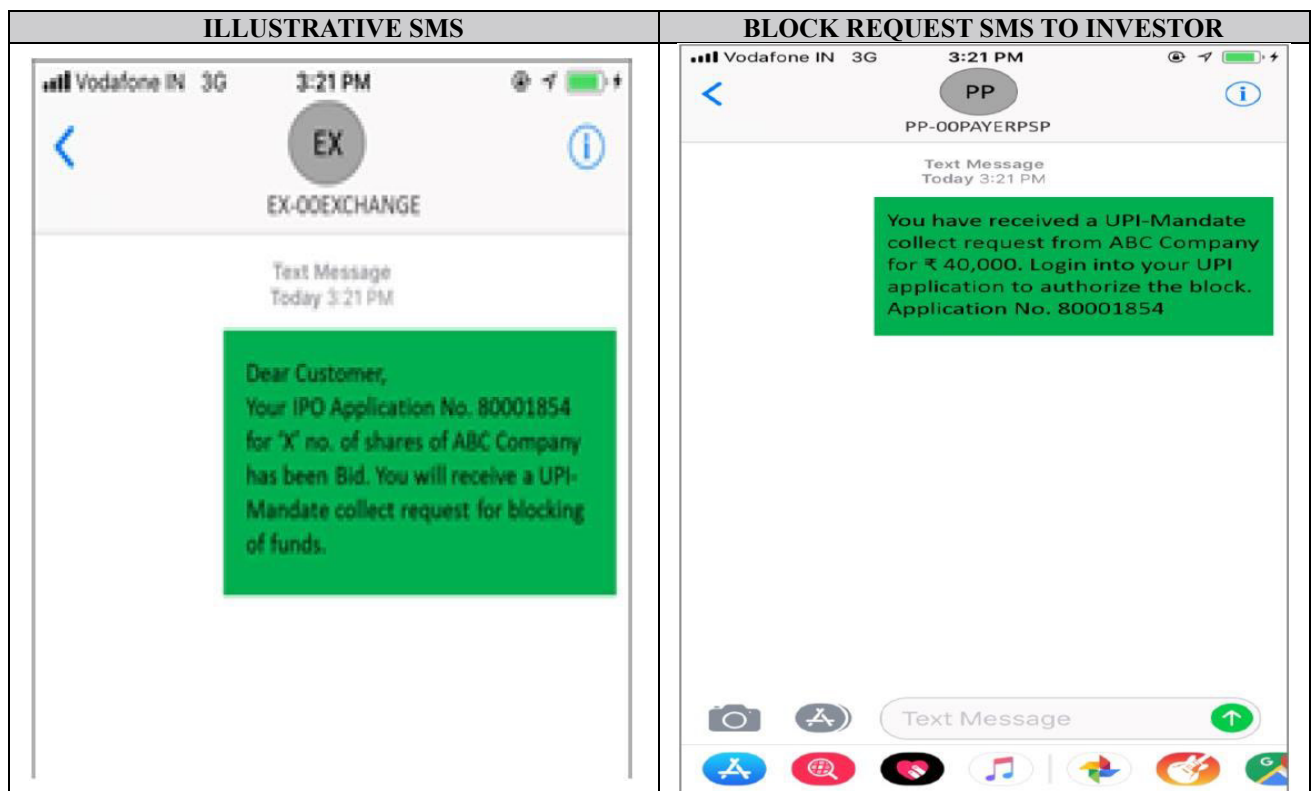 ILLUSTRATIVE SMS
Vodafone IN 3G 3:21 PM
EX
EX-00EXCHANGE
Text Message
Today 3:21 PM
Dear Customer,
Your IPO Application No. 80001854
for "X" no. of shares of ABC Company
has been Bid. You will receive a UPI-
Mandate collect request for blocking
of funds.
BLOCK REQUEST SMS TO INVESTOR
Vodafone IN 3G 3:21 PM
PP
PP-00PAYERPSP
Text Message
Today 3:21 PM
You have received a UPI-Mandate
collect request from ABC Company
for ₹ 40,000. Login into your UPI
application to authorize the block.
Application No. 80001854
Text Message
G